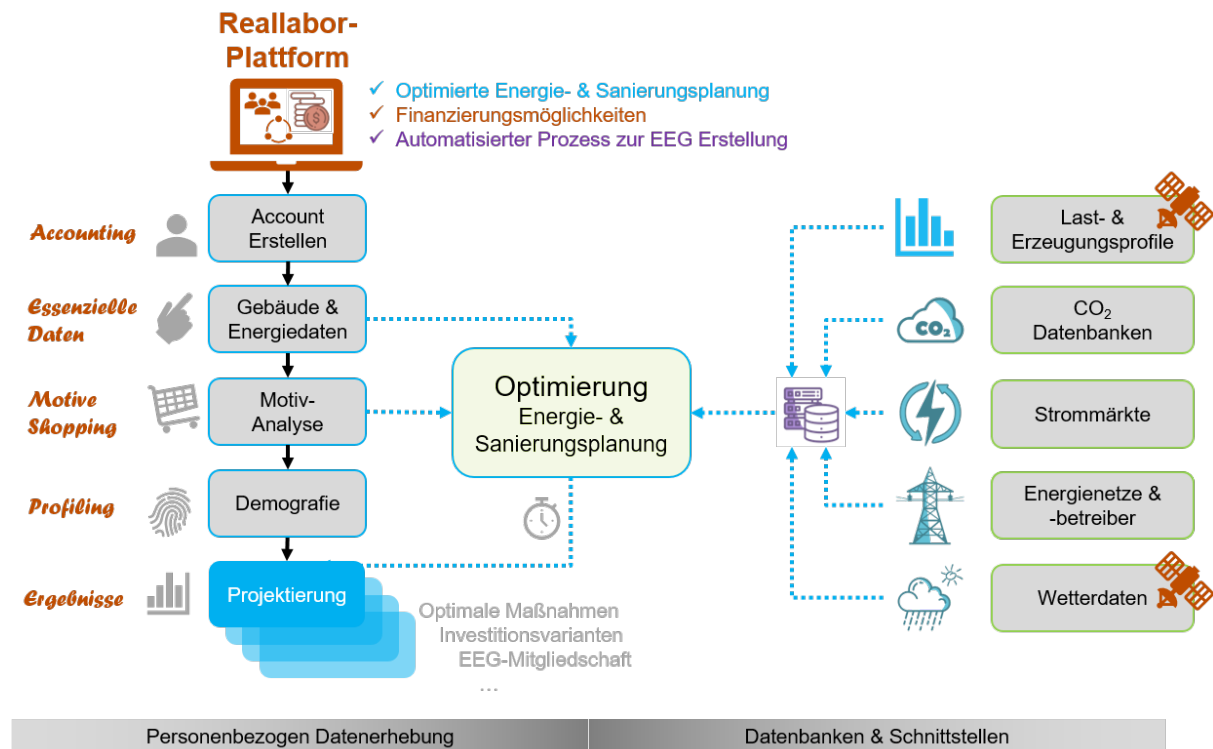 Reallabor-
Plattform
✓ Optimierte Energie- & Sanierungsplanung
✓ Finanzierungsmöglichkeiten
✓ Automatisierter Prozess zur EEG Erstellung
Accounting
Account
Erstellen
Essenzielle
Daten
Gebäude &
Energiedaten
Motive
Shopping
Motiv-
Analyse
Profiling
Demografie
Ergebnisse
Projektierung
Optimale Maßnahmen
Investitionsvarianten
EEG-Mitgliedschaft
...
Optimierung
Energie- &
Sanierungsplanung
Last- &
Erzeugungsprofile
CO₂
CO₂
Datenbanken
Strommärkte
Energienetze &
-betreiber
Wetterdaten
Personenbezogen Datenerhebung
Datenbanken & Schnittstellen